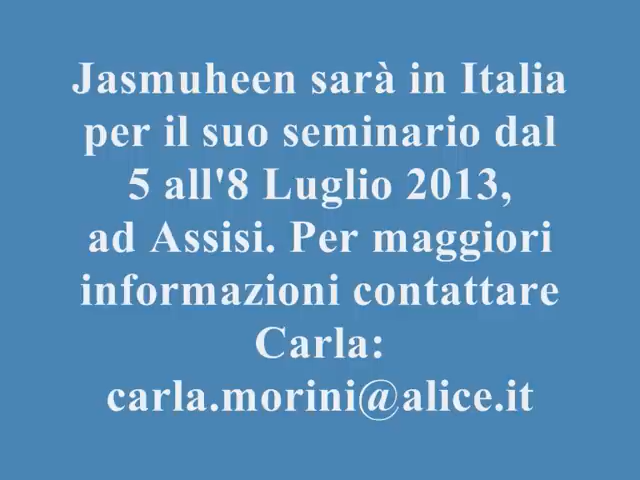 Jasmuheen sarà in Italia
per il suo seminario dal
5 all'8 Luglio 2013,
ad Assisi. Per maggiori
informazioni contattare
Carla:
carla.morini@alice.it